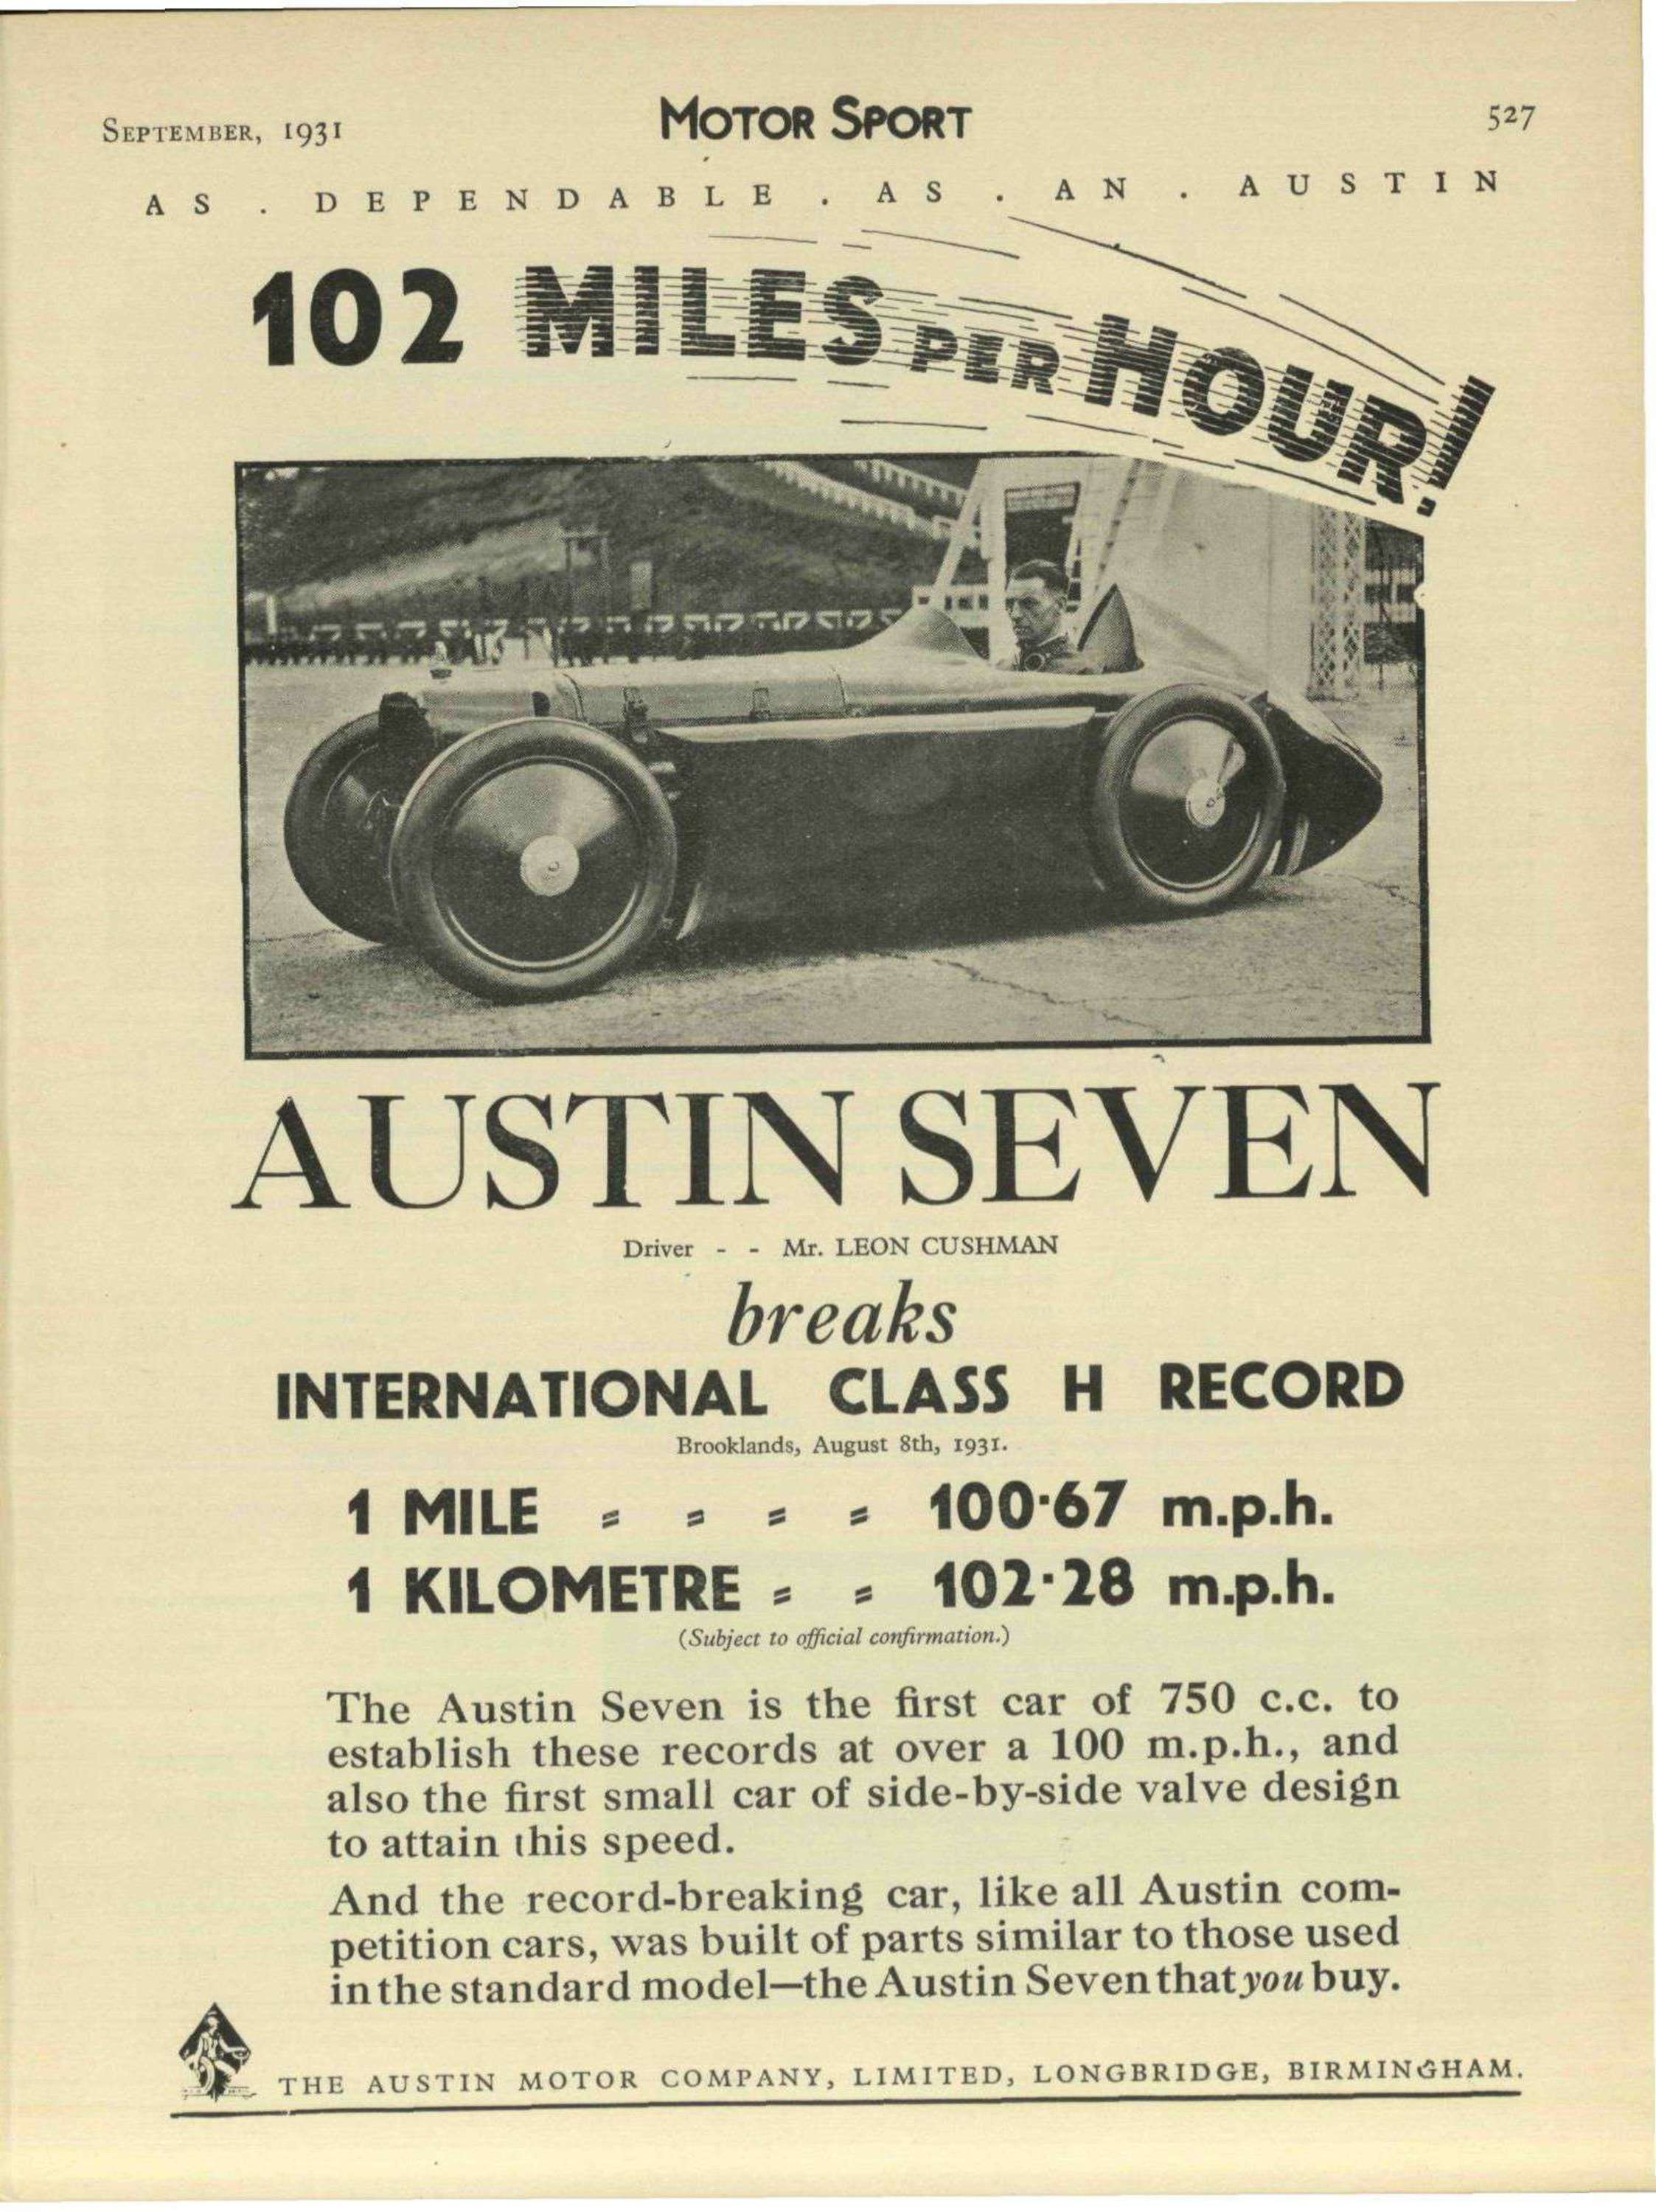 SEPTEMBER, 1931
MOTOR SPORT
527
AS . DEPENDABLE . AS . AN . AUSTIN
102 MILES PER HOUR!
AUSTIN SEVEN
Driver - - Mr. LEON CUSHMAN
breaks
INTERNATIONAL CLASS H RECORD
Brooklands, August 8th, 1931.
1 MILE = = = = 100·67 m.p.h.
1 KILOMETRE = = 102·28 m.p.h.
(Subject to official confirmation.)
The Austin Seven is the first car of 750 c.c. to
establish these records at over a 100 m.p.h., and
also the first small car of side-by-side valve design
to attain this speed.
And the record-breaking car, like all Austin com-
petition cars, was built of parts similar to those used
in the standard model—the Austin Seven that you buy.
THE AUSTIN MOTOR COMPANY, LIMITED, LONGBRIDGE, BIRMINGHAM.